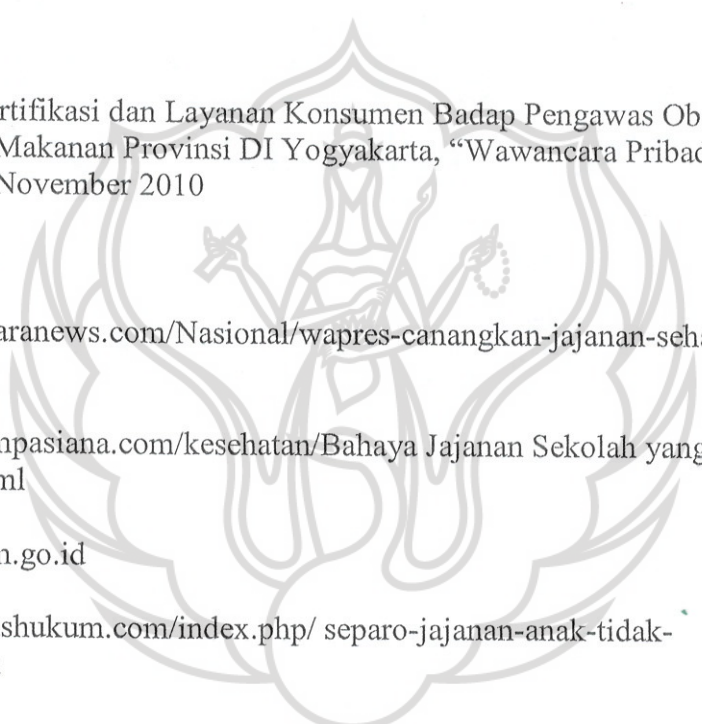 rtifikasi dan Layanan Konsumen Badap Pengawas Ob
Makanan Provinsi DI Yogyakarta, “Wawancara Pribad
November 2010
aranews.com/Nasional/wapres-canangkan-jajanan-seha
npasiana.com/kesehatan/Bahaya Jajanan Sekolah yang
ml
n.go.id
shukum.com/index.php/ separo-jajanan-anak-tidak-